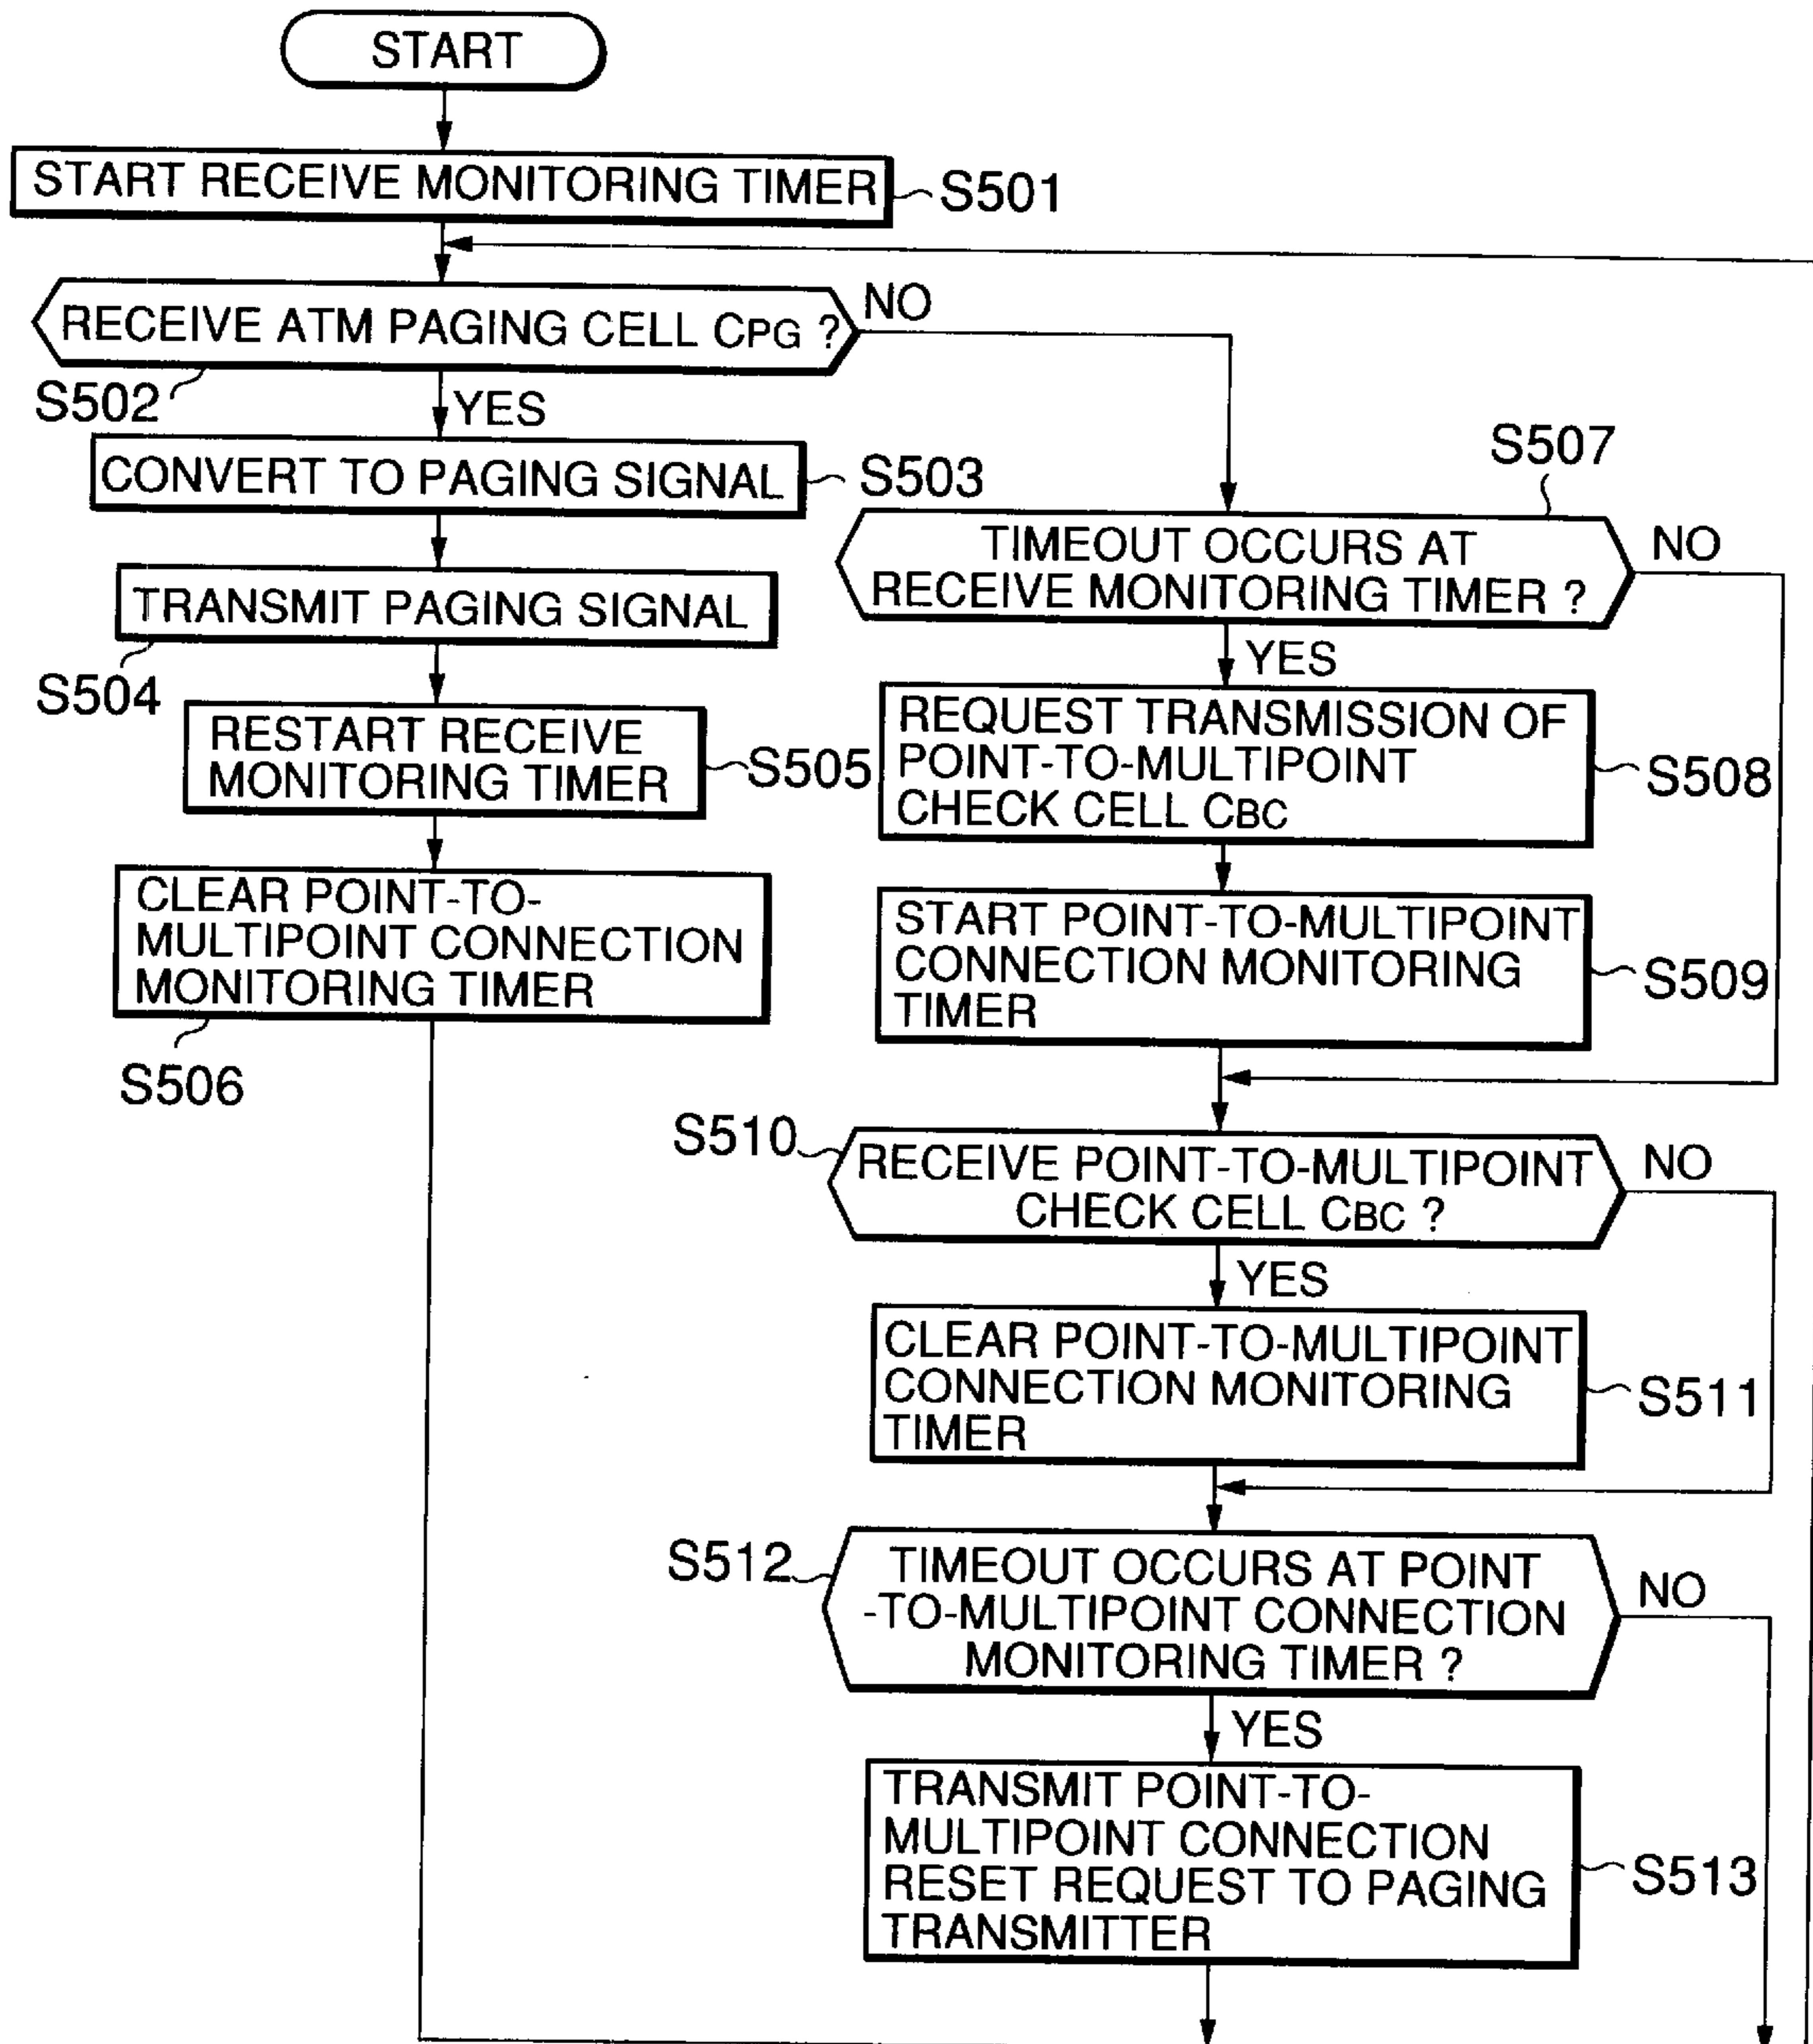 START
START RECEIVE MONITORING TIMER
S501
RECEIVE ATM PAGING CELL CPG ?
NO
S502
YES
CONVERT TO PAGING SIGNAL
S503
TRANSMIT PAGING SIGNAL
S504
RESTART RECEIVE
MONITORING TIMER
S505
CLEAR POINT-TO-
MULTIPOINT CONNECTION
MONITORING TIMER
S506
S507
TIMEOUT OCCURS AT
RECEIVE MONITORING TIMER ?
NO
YES
REQUEST TRANSMISSION OF
POINT-TO-MULTIPOINT
CHECK CELL CBC
S508
START POINT-TO-MULTIPOINT
CONNECTION MONITORING
TIMER
S509
S510
RECEIVE POINT-TO-MULTIPOINT
CHECK CELL CBC ?
NO
YES
CLEAR POINT-TO-MULTIPOINT
CONNECTION MONITORING
TIMER
S511
S512
TIMEOUT OCCURS AT POINT
-TO-MULTIPOINT CONNECTION
MONITORING TIMER ?
NO
YES
TRANSMIT POINT-TO-
MULTIPOINT CONNECTION
RESET REQUEST TO PAGING
TRANSMITTER
S513